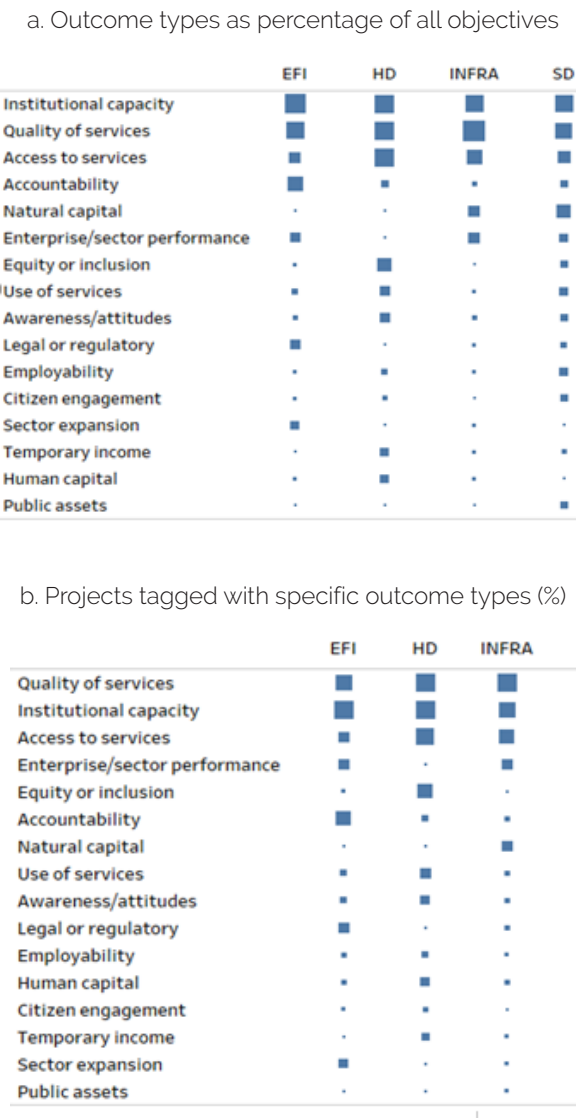 a. Outcome types as percentage of all objectives
EFI HD INFRA SD
Institutional capacity
Quality of services
Access to services
Accountability
Natural capital
Enterprise/sector performance
Equity or inclusion
Use of services
Awareness/attitudes
Legal or regulatory
Employability
Citizen engagement
Sector expansion
Temporary income
Human capital
Public assets
b. Projects tagged with specific outcome types (%)
EFI HD INFRA
Quality of services
Institutional capacity
Access to services
Enterprise/sector performance
Equity or inclusion
Accountability
Natural capital
Use of services
Awareness/attitudes
Legal or regulatory
Employability
Human capital
Citizen engagement
Temporary income
Sector expansion
Public assets